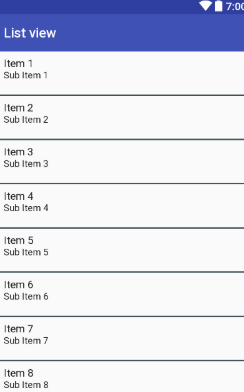 7:00
List view
Item 1
Sub Item 1
Item 2
Sub Item 2
Item 3
Sub Item 3
Item 4
Sub Item 4
Item 5
Sub Item 5
Item 6
Sub Item 6
Item 7
Sub Item 7
Item 8
Sub Item 8